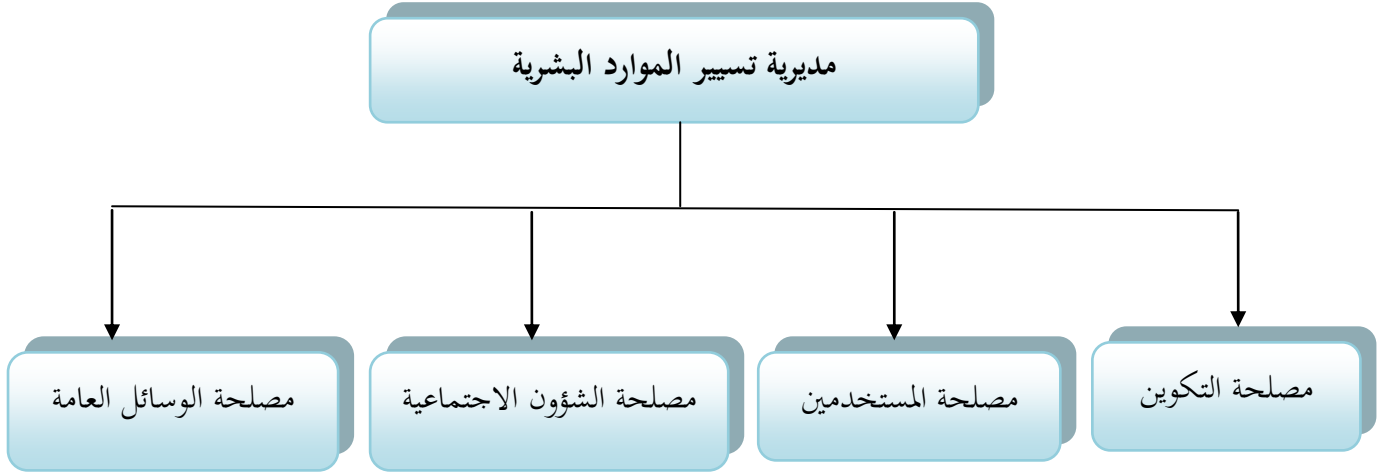 مديرية تسيير الموارد البشرية
مصلحة التكوين
مصلحة المستخدمين
مصلحة الشؤون الاجتماعية
مصلحة الوسائل العامة